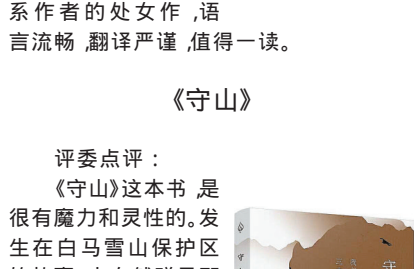 系作者的处女作,语
言流畅,翻译严谨,值得一读。
《守山》
评委点评:
《守山》这本书,是
很有魔力和灵性的。发
生在白马雪山保护区
守